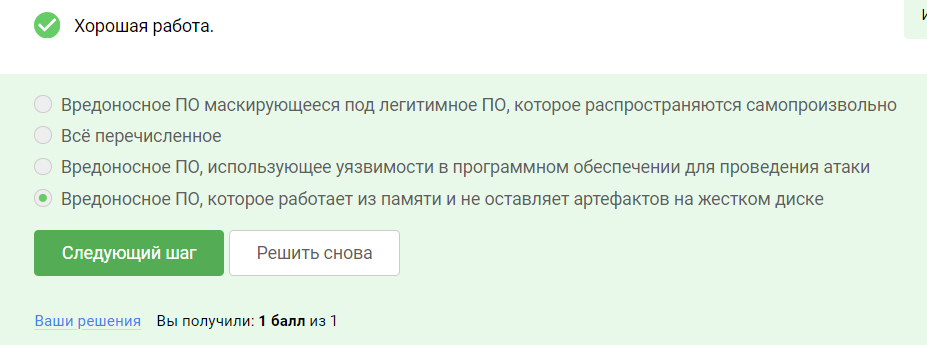 Хорошая работа.
Вредоносное ПО маскирующееся под легитимное ПО, которое распространяются самопроизвольно
Всё перечисленное
Вредоносное ПО, использующее уязвимости в программном обеспечении для проведения атаки
Вредоносное ПО, которое работает из памяти и не оставляет артефактов на жестком диске
Следующий шаг Решить снова
Ваши решения Вы получили: 1 балл из 1